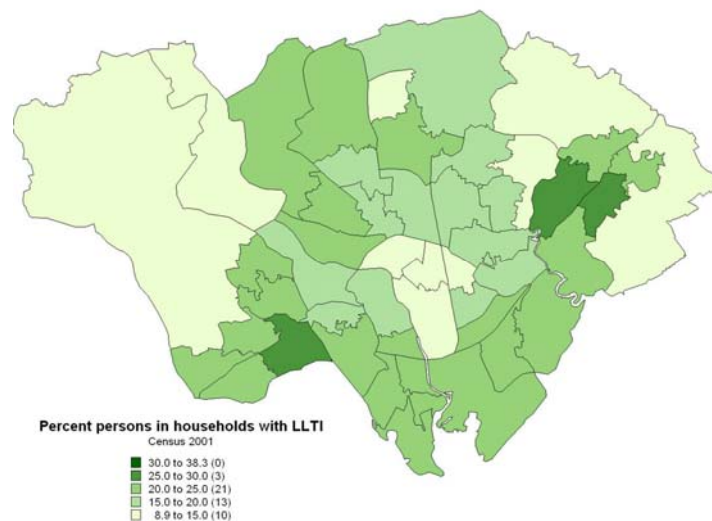 Percent persons in households with LLTI
Census 2001
30.0 to 38.3 (0)
25.0 to 30.0 (3)
20.0 to 25.0 (21)
15.0 to 20.0 (13)
8.9 to 15.0 (10)